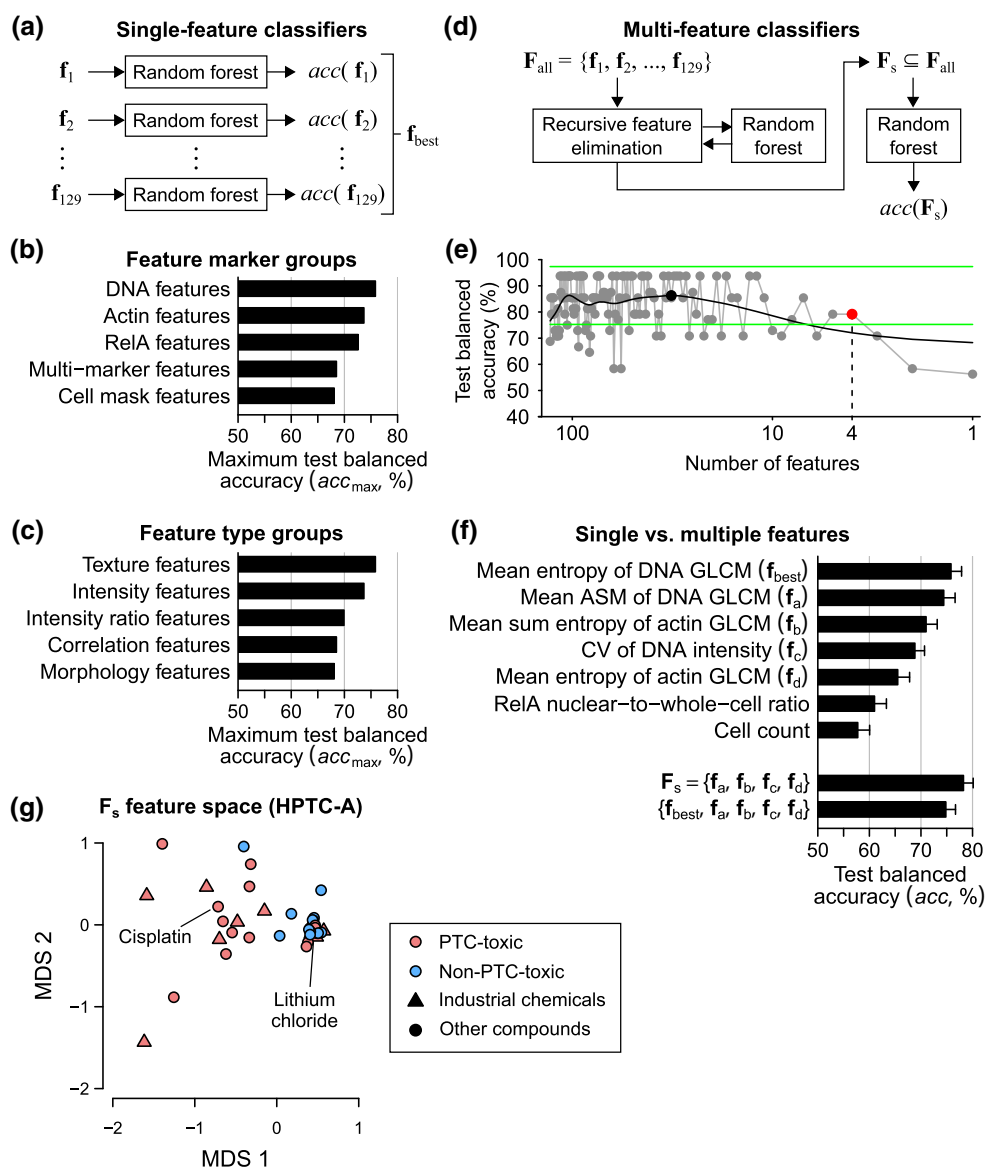 (a)
Single-feature classifiers
f1 Random forest acc( f1)
f2 Random forest acc( f2)
⋮ ⋮ ⋮
f129 Random forest acc( f129)
fbest
(d)
Multi-feature classifiers
Fall = {f1, f2, ..., f129}
Fs ⊆ Fall
Recursive feature
elimination
Random
forest
Random
forest
acc(Fs)
(b)
Feature marker groups
DNA features
Actin features
RelA features
Multi−marker features
Cell mask features
50 60 70 80
Maximum test balanced
accuracy (accmax, %)
(e)
Test balanced
accuracy (%)
100
90
80
70
60
50
40
100 10 4 1
Number of features
(c)
Feature type groups
Texture features
Intensity features
Intensity ratio features
Correlation features
Morphology features
50 60 70 80
Maximum test balanced
accuracy (accmax, %)
(f)
Single vs. multiple features
Mean entropy of DNA GLCM (fbest)
Mean ASM of DNA GLCM (fa)
Mean sum entropy of actin GLCM (fb)
CV of DNA intensity (fc)
Mean entropy of actin GLCM (fd)
RelA nuclear−to−whole−cell ratio
Cell count
Fs = {fa, fb, fc, fd}
{fbest, fa, fb, fc, fd}
50 60 70 80
Test balanced
accuracy (acc, %)
(g)
Fs feature space (HPTC-A)
MDS 2
1
0
−1
−2
Cisplatin
Lithium
chloride
−2 −1 0 1
MDS 1
PTC-toxic
Non-PTC-toxic
Industrial chemicals
Other compounds